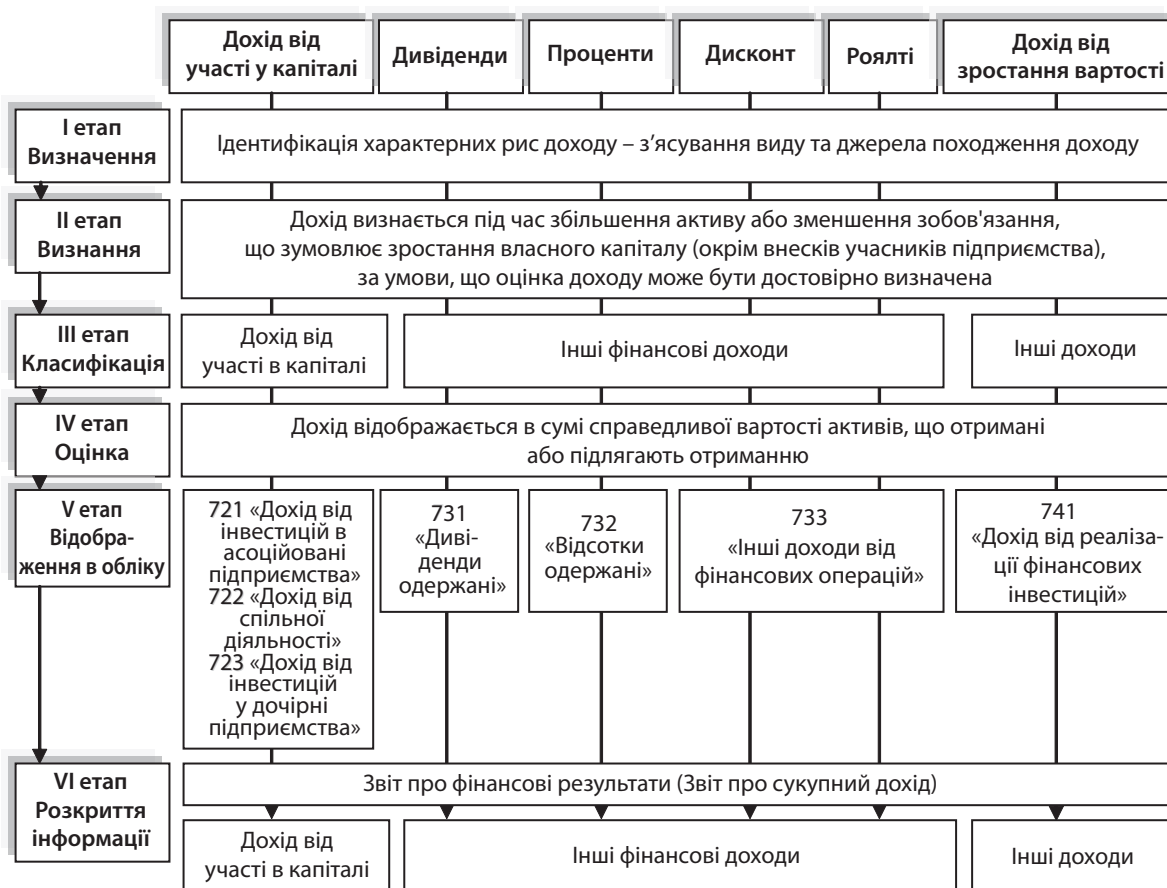 Дохід від
участі у капіталі
Дивіденди
Проценти
Дисконт
Роялті
Дохід від
зростання вартості
І етап
Визначення
Ідентифікація характерних рис доходу – з’ясування виду та джерела походження доходу
ІІ етап
Визнання
Дохід визнається під час збільшення активу або зменшення зобов'язання,
що зумовлює зростання власного капіталу (окрім внесків учасників підприємства),
за умови, що оцінка доходу може бути достовірно визначена
ІІІ етап
Класифікація
Дохід від
участі в капіталі
Інші фінансові доходи
Інші доходи
IV етап
Оцінка
Дохід відображається в сумі справедливої вартості активів, що отримані
або підлягають отриманню
V етап
Відобра-
ження в обліку
721 «Дохід від
інвестицій в
асоційовані
підприємства»
722 «Дохід від
спільної
діяльності»
723 «Дохід від
інвестицій
у дочірні
підприємства»
731
«Диві-
денди
одержані»
732
«Відсотки
одержані»
733
«Інші доходи від
фінансових операцій»
741
«Дохід від реаліза-
ції фінансових
інвестицій»
VI етап
Розкриття
інформації
Звіт про фінансові результати (Звіт про сукупний дохід)
Дохід від
участі в капіталі
Інші фінансові доходи
Інші доходи